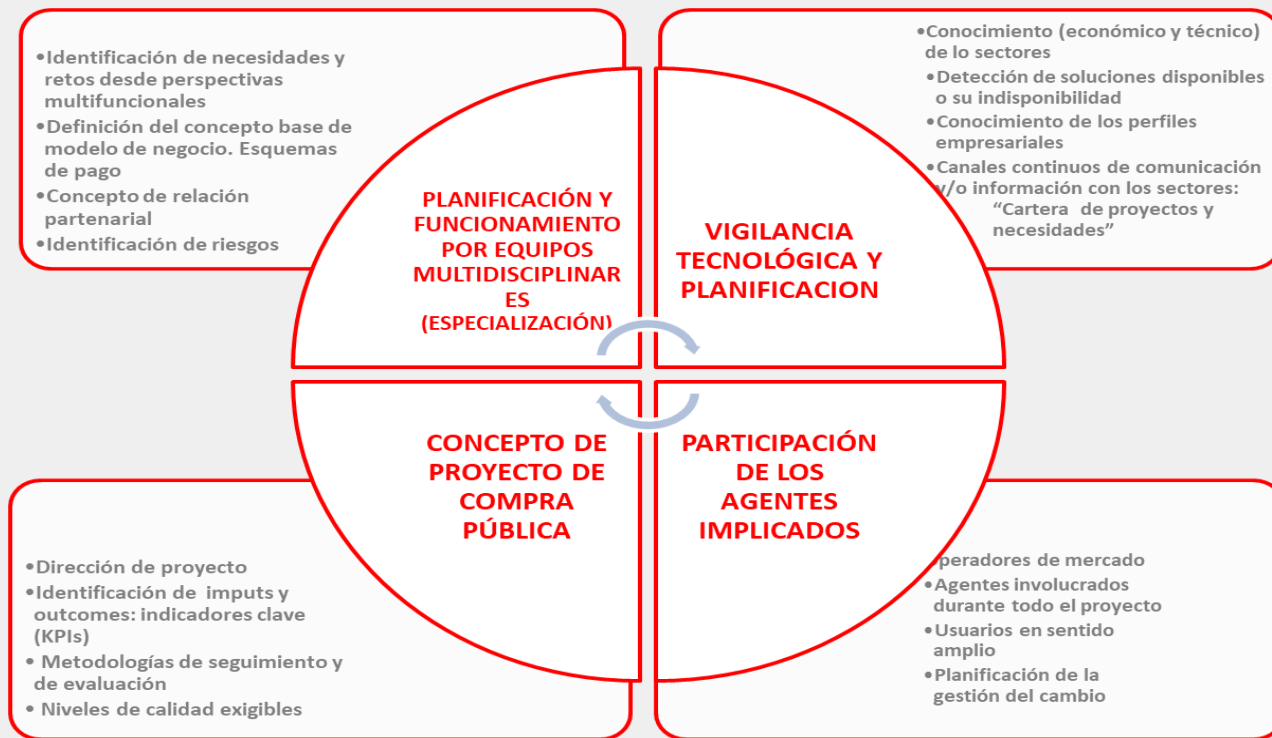 •Identificación de necesidades y
retos desde perspectivas
multifuncionales
•Definición del concepto base de
modelo de negocio. Esquemas
de pago
•Concepto de relación
partenarial
•Identificación de riesgos
PLANIFICACIÓN Y
FUNCIONAMIENTO
POR EQUIPOS
MULTIDISCIPLINAR
ES
(ESPECIALIZACIÓN)
•Conocimiento (económico y técnico)
de lo sectores
•Detección de soluciones disponibles
o su indisponibilidad
•Conocimiento de los perfiles
empresariales
•Canales continuos de comunicación
y/o información con los sectores:
“Cartera de proyectos y
necesidades”
VIGILANCIA
TECNOLÓGICA Y
PLANIFICACION
CONCEPTO DE
PROYECTO DE
COMPRA
PÚBLICA
•Dirección de proyecto
•Identificación de imputs y
outcomes: indicadores clave
(KPIs)
• Metodologías de seguimiento y
de evaluación
• Niveles de calidad exigibles
PARTICIPACIÓN
DE LOS
AGENTES
IMPLICADOS
Operadores de mercado
•Agentes involucrados
durante todo el proyecto
•Usuarios en sentido
amplio
•Planificación de la
gestión del cambio